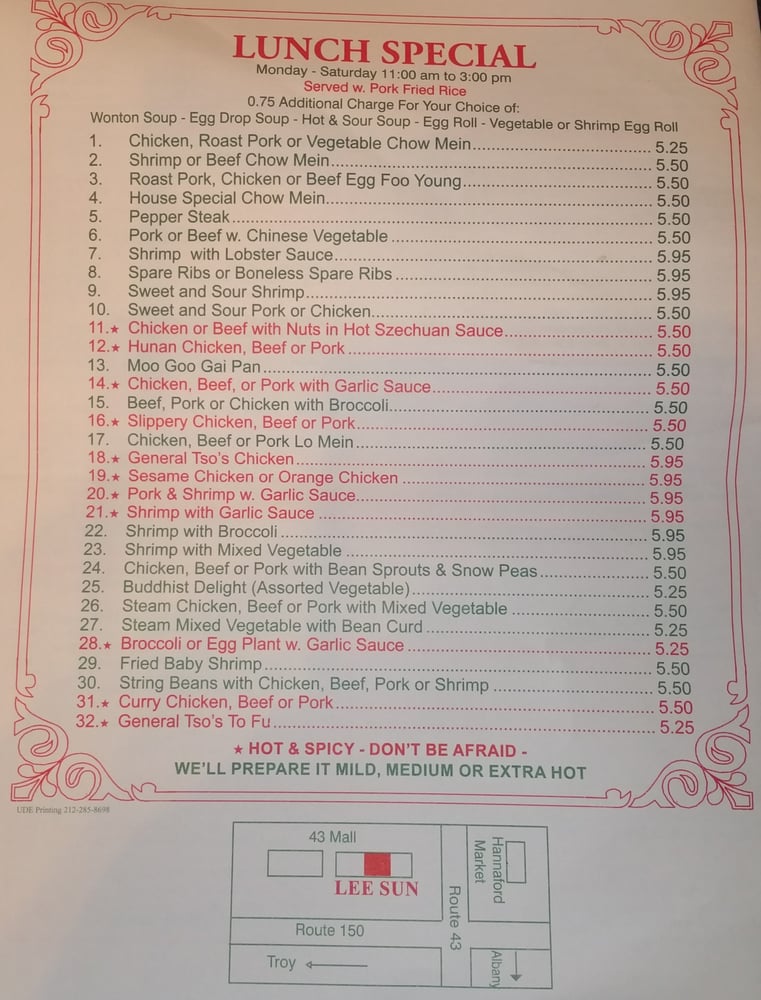 LUNCH SPECIAL
Monday - Saturday 11:00 am to 3:00 pm
Served w. Pork Fried Rice
0.75 Additional Charge For Your Choice of:
Wonton Soup - Egg Drop Soup - Hot & Sour Soup - Egg Roll - Vegetable or Shrimp Egg Roll
1. Chicken, Roast Pork or Vegetable Chow Mein 5.25
2. Shrimp or Beef Chow Mein 5.50
3. Roast Pork, Chicken or Beef Egg Foo Young 5.50
4. House Special Chow Mein 5.50
5. Pepper Steak 5.50
6. Pork or Beef w. Chinese Vegetable 5.50
7. Shrimp with Lobster Sauce 5.95
8. Spare Ribs or Boneless Spare Ribs 5.95
9. Sweet and Sour Shrimp 5.95
10. Sweet and Sour Pork or Chicken 5.50
11.★ Chicken or Beef with Nuts in Hot Szechuan Sauce 5.50
12.★ Hunan Chicken, Beef or Pork 5.50
13. Moo Goo Gai Pan 5.50
14.★ Chicken, Beef, or Pork with Garlic Sauce 5.50
15. Beef, Pork or Chicken with Broccoli 5.50
16.★ Slippery Chicken, Beef or Pork 5.50
17. Chicken, Beef or Pork Lo Mein 5.50
18.★ General Tso's Chicken 5.95
19.★ Sesame Chicken or Orange Chicken 5.95
20.★ Pork & Shrimp w. Garlic Sauce 5.95
21.★ Shrimp with Garlic Sauce 5.95
22. Shrimp with Broccoli 5.95
23. Shrimp with Mixed Vegetable 5.95
24. Chicken, Beef or Pork with Bean Sprouts & Snow Peas 5.50
25. Buddhist Delight (Assorted Vegetable) 5.25
26. Steam Chicken, Beef or Pork with Mixed Vegetable 5.50
27. Steam Mixed Vegetable with Bean Curd 5.25
28.★ Broccoli or Egg Plant w. Garlic Sauce 5.25
29. Fried Baby Shrimp 5.50
30. String Beans with Chicken, Beef, Pork or Shrimp 5.50
31.★ Curry Chicken, Beef or Pork 5.50
32.★ General Tso's To Fu 5.25
★ HOT & SPICY - DON'T BE AFRAID -
WE'LL PREPARE IT MILD, MEDIUM OR EXTRA HOT
UDE Printing 212-285-8698
43 Mall
LEE SUN
Hannaford
Market
Route 43
Route 150
Troy
Albany